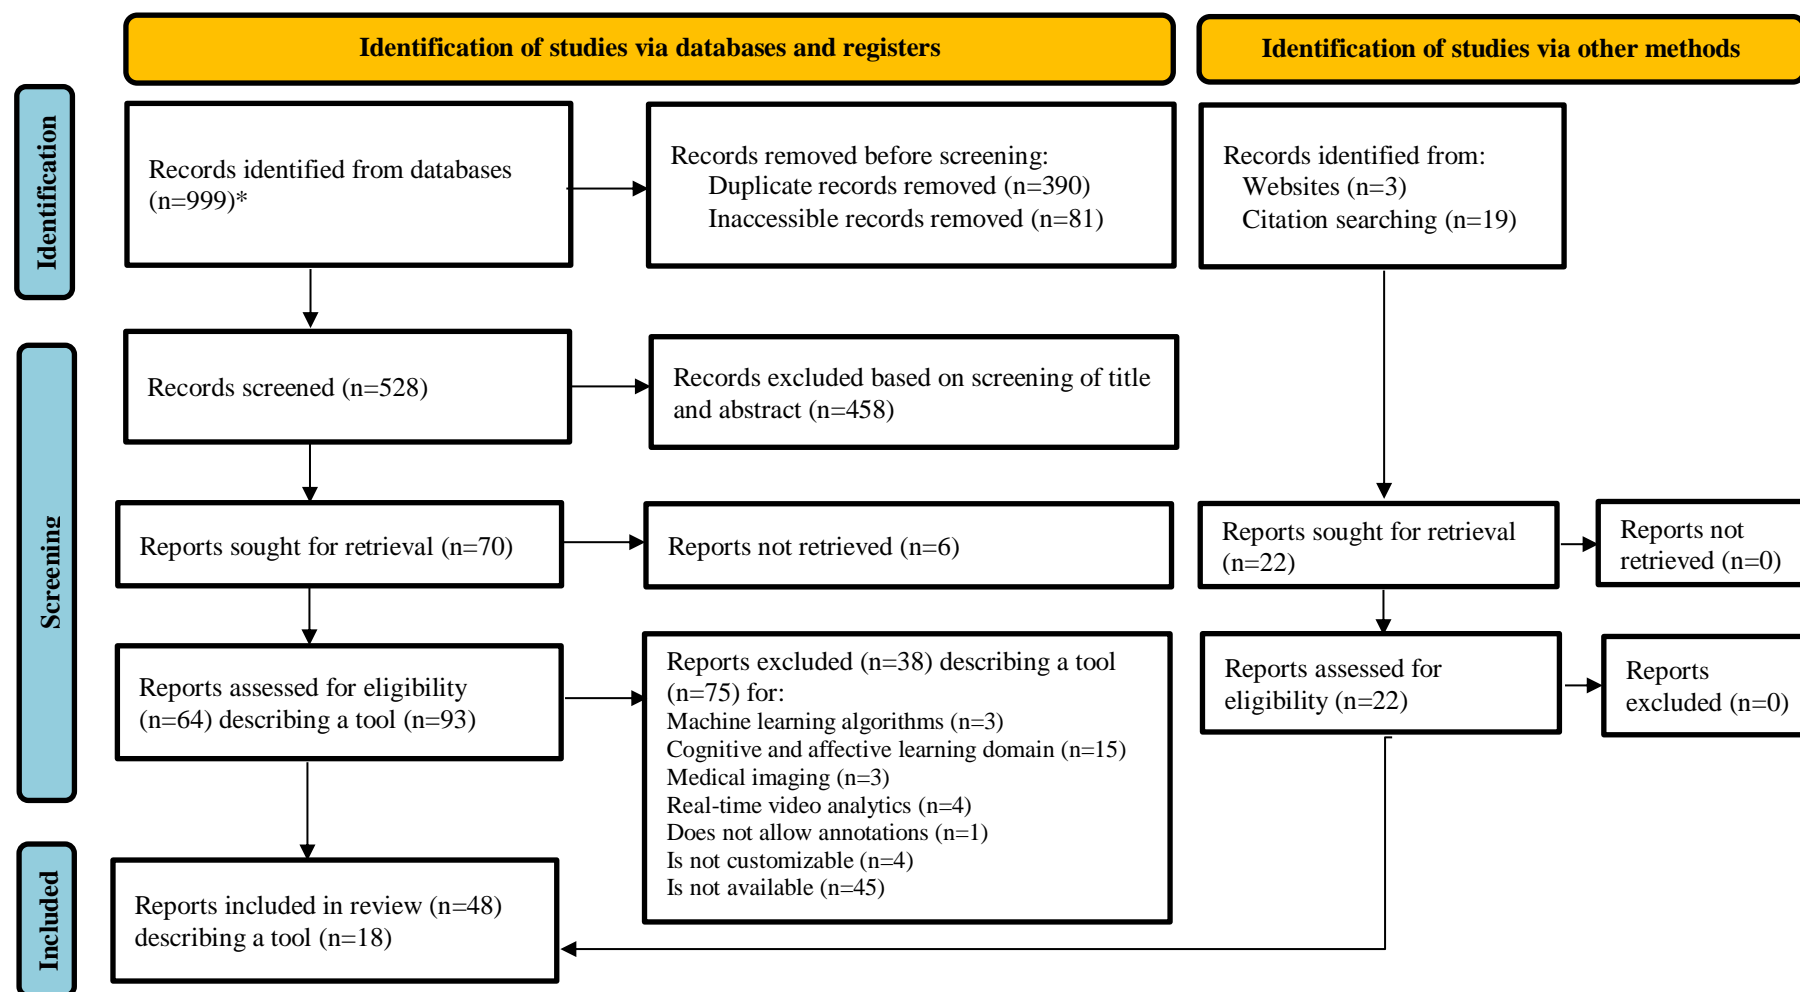 Identification of studies via databases and registers
Identification of studies via other methods
Identification
Records identified from databases
(n=999)*
Records removed before screening:
Duplicate records removed (n=390)
Inaccessible records removed (n=81)
Records identified from:
Websites (n=3)
Citation searching (n=19)
Screening
Records screened (n=528)
Records excluded based on screening of title
and abstract (n=458)
Reports sought for retrieval (n=70)
Reports not retrieved (n=6)
Reports sought for retrieval
(n=22)
Reports not
retrieved (n=0)
Reports assessed for eligibility
(n=64) describing a tool (n=93)
Reports excluded (n=38) describing a tool
(n=75) for:
Machine learning algorithms (n=3)
Cognitive and affective learning domain (n=15)
Medical imaging (n=3)
Real-time video analytics (n=4)
Does not allow annotations (n=1)
Is not customizable (n=4)
Is not available (n=45)
Reports assessed for
eligibility (n=22)
Reports
excluded (n=0)
Included
Reports included in review (n=48)
describing a tool (n=18)